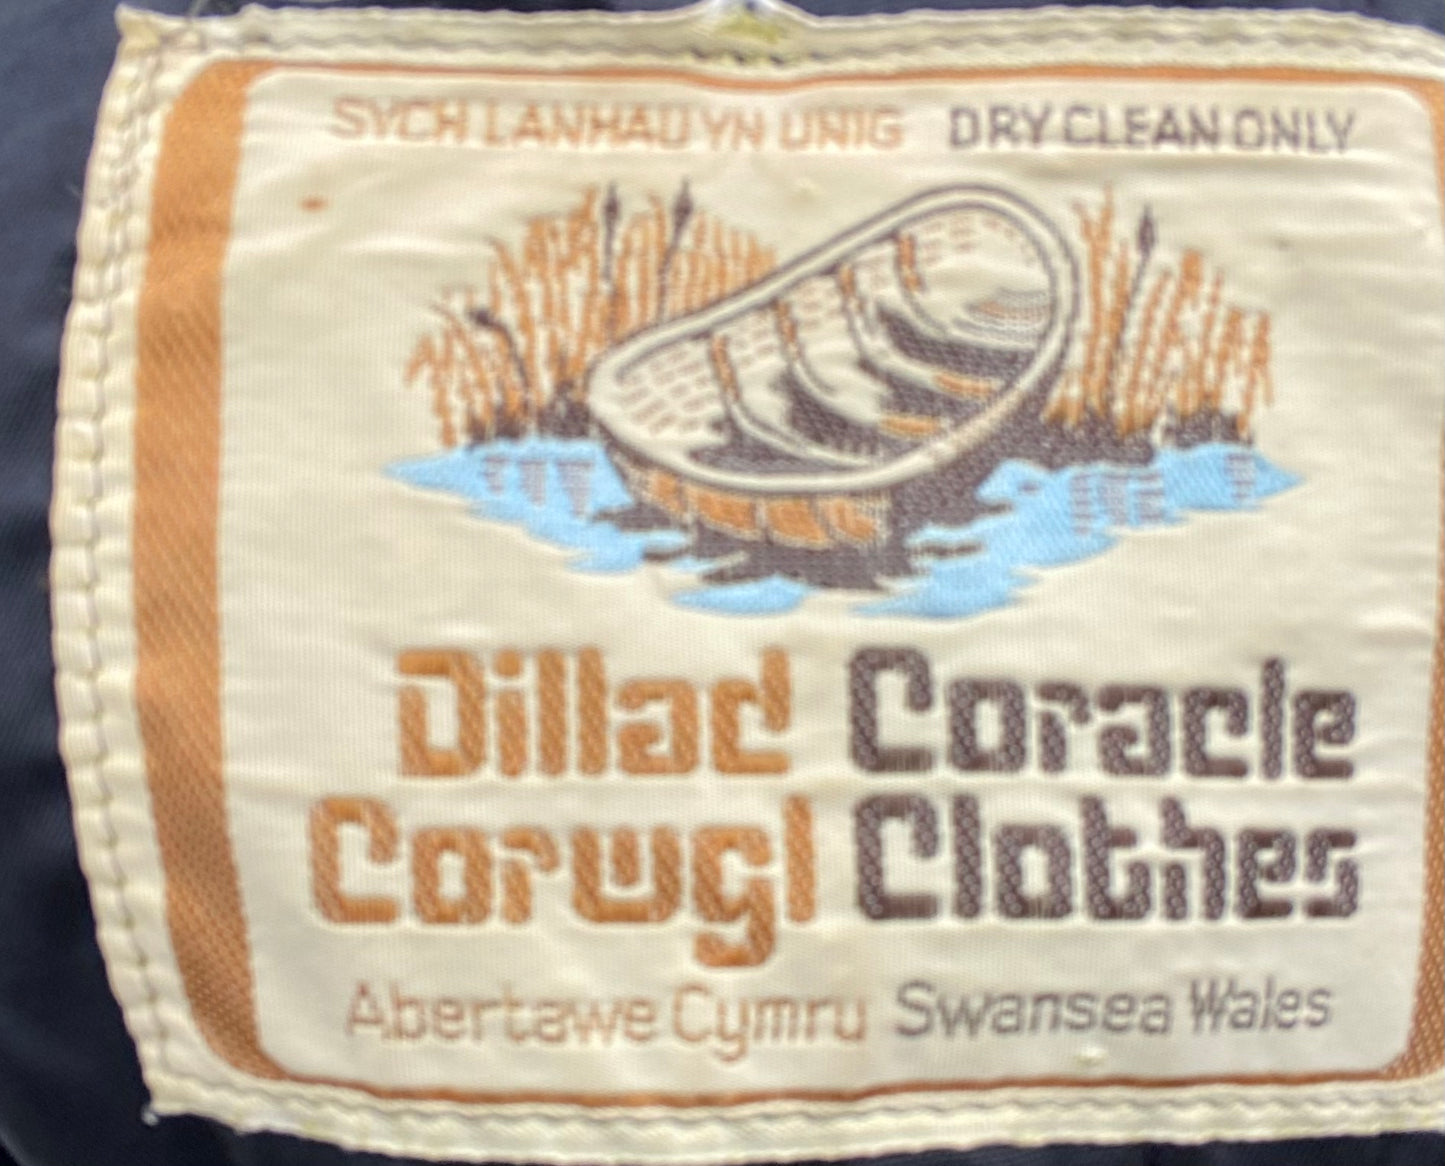 SYCH LANHAU YN UNIG DRY CLEAN ONLY
Dillad Coracle
Corwgl Clothes
Abertawe Cymru Swansea Wales